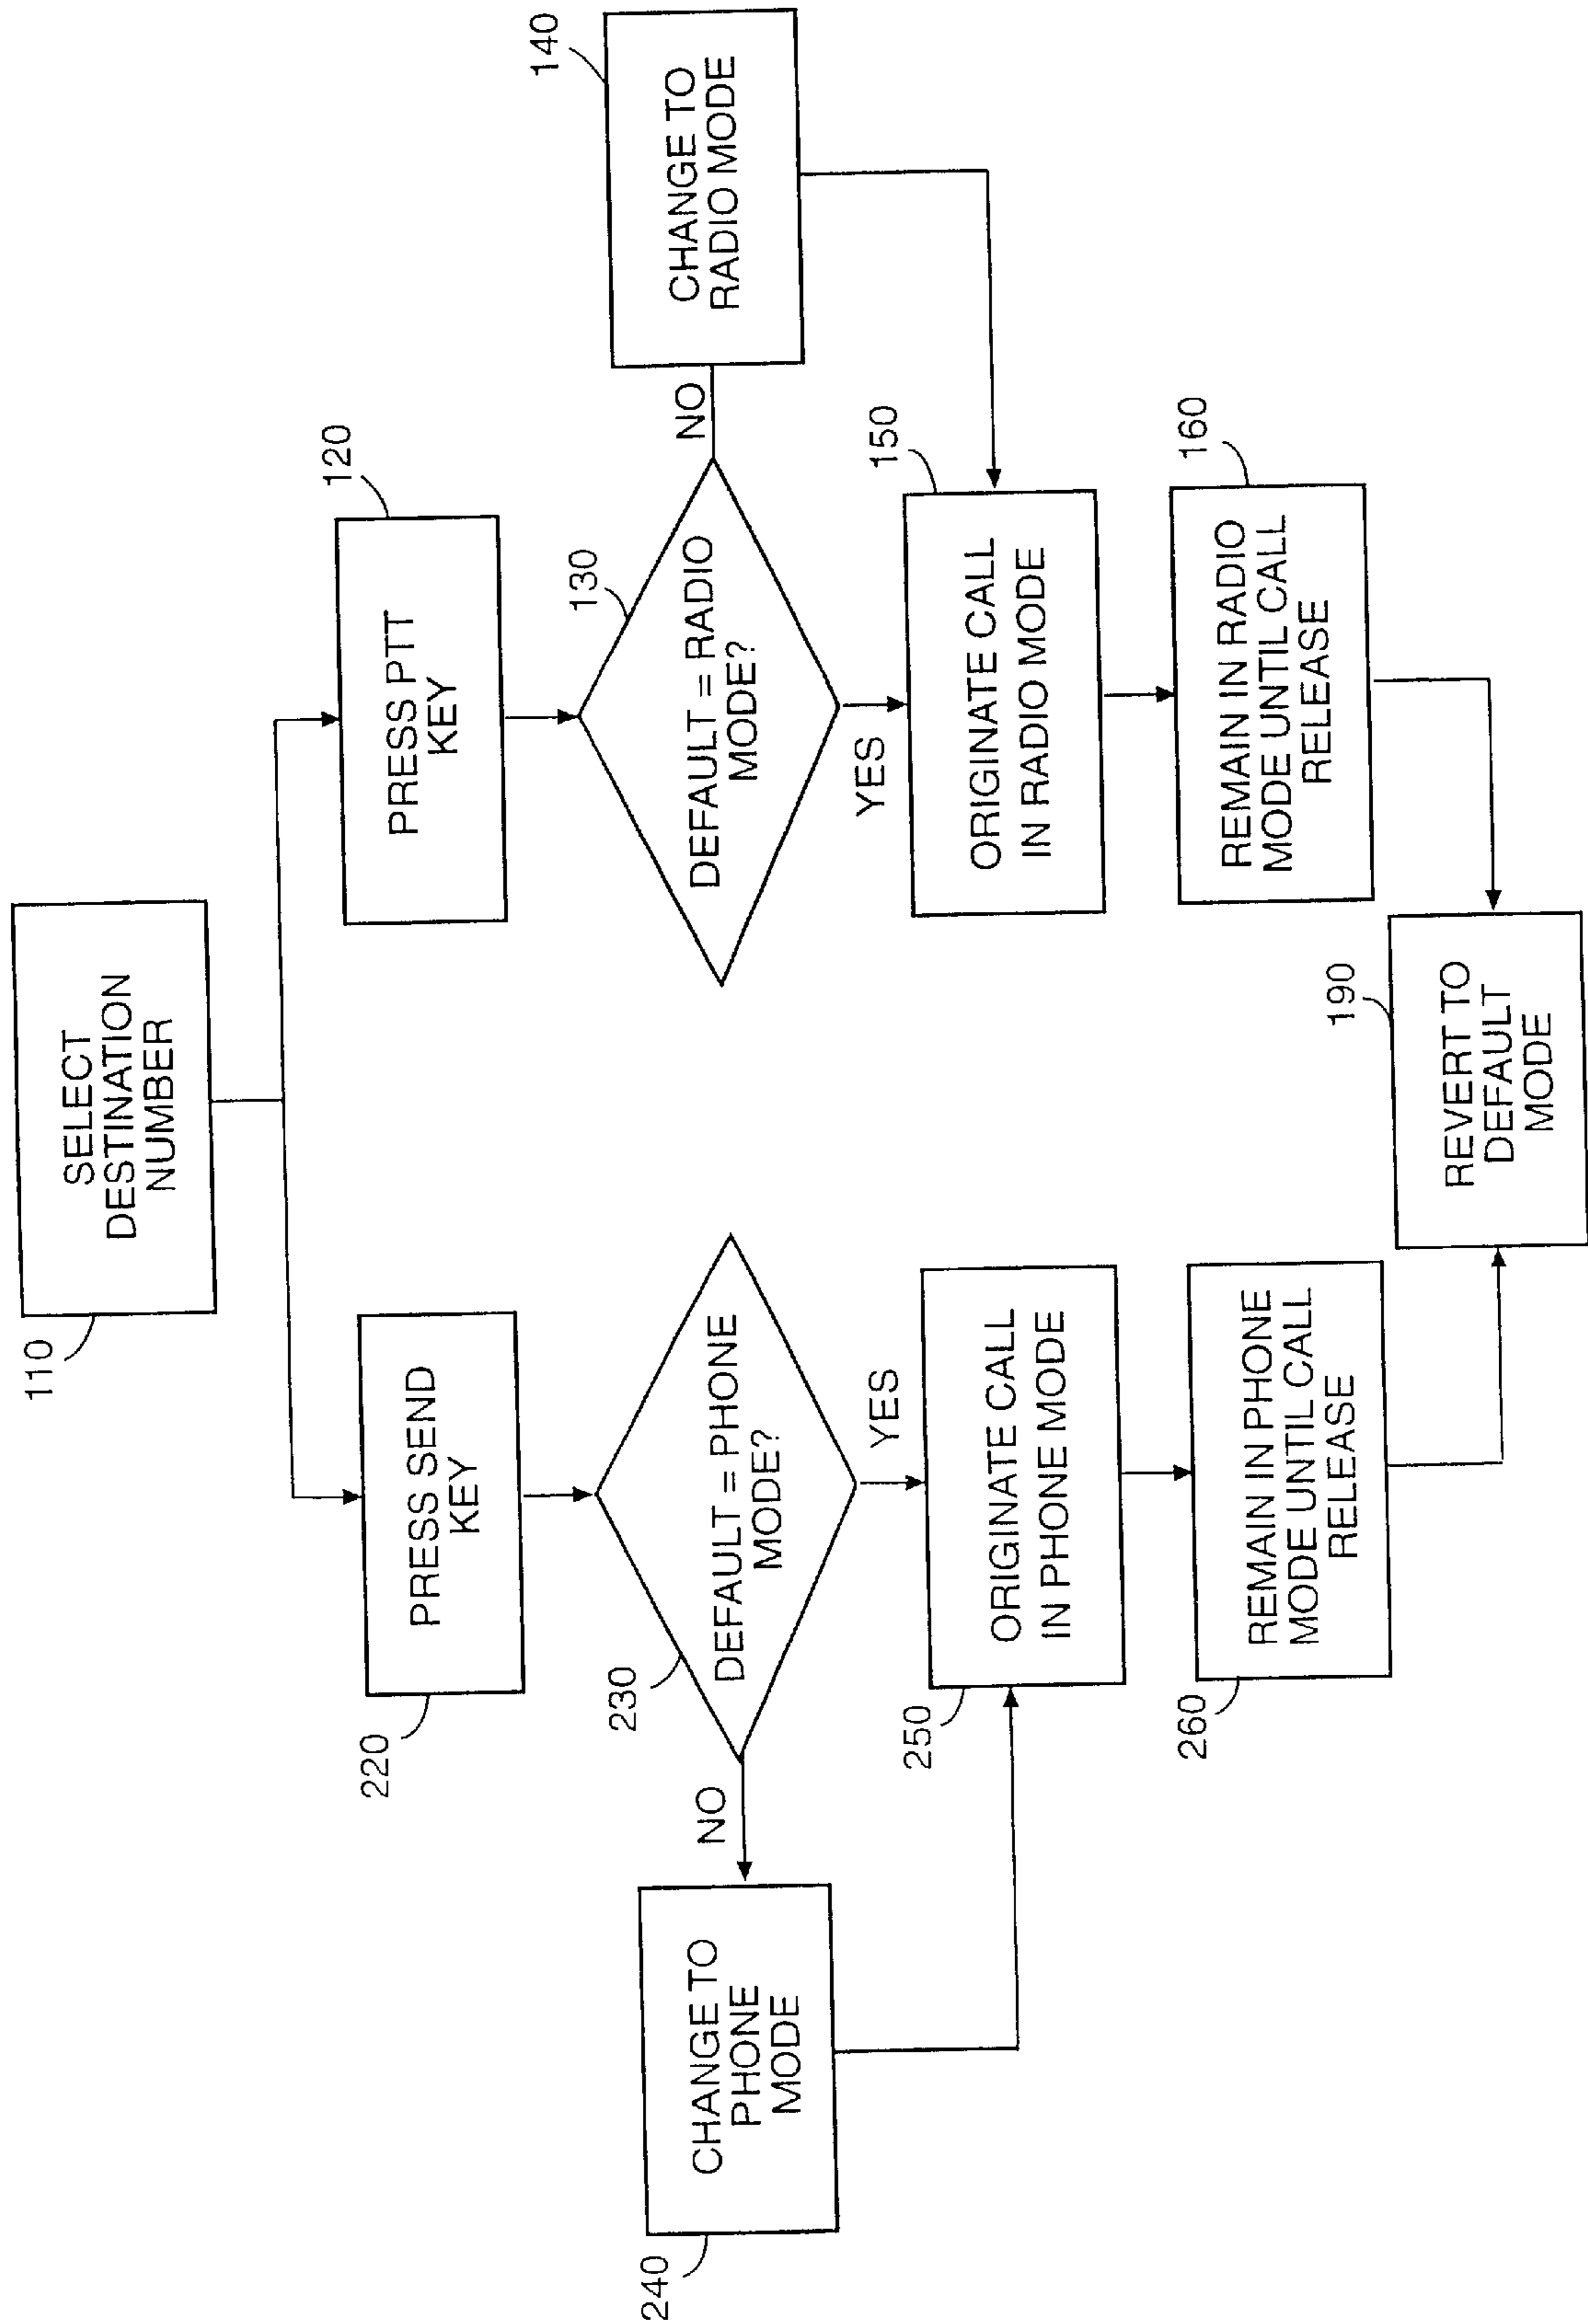 110
SELECT
DESTINATION
NUMBER
220
PRESS SEND
KEY
120
PRESS PTT
KEY
230
DEFAULT = PHONE
MODE?
NO
YES
130
DEFAULT = RADIO
MODE?
NO
YES
240
CHANGE TO
PHONE
MODE
140
CHANGE TO
RADIO MODE
250
ORIGINATE CALL
IN PHONE MODE
150
ORIGINATE CALL
IN RADIO MODE
260
REMAIN IN PHONE
MODE UNTIL CALL
RELEASE
160
REMAIN IN RADIO
MODE UNTIL CALL
RELEASE
190
REVERT TO
DEFAULT
MODE